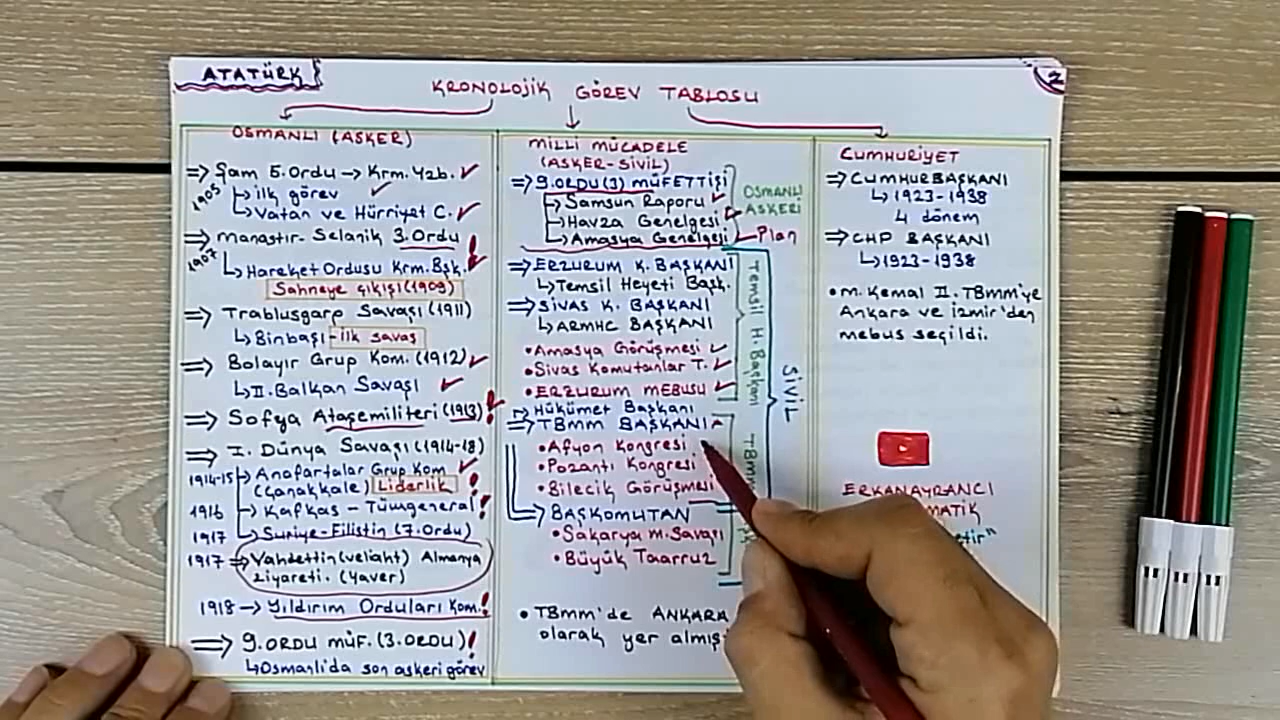 ATATÜRK
2
KRONOLOJİK GÖREV TABLOSU
OSMANLI (ASKER)
⇒ Şam 5.Ordu → Krm. Yzb.
1905
↳ ilk görev
↳ Vatan ve Hürriyet C.
⇒ Manastır-Selanik 3.Ordu
1907
↳ Hareket Ordusu Krm.Bşk.
Sahneye çıkışı (1909)
⇒ Trablusgarp Savaşı (1911)
↳ Binbaşı - ilk savaş
⇒ Bolayır Grup Kom. (1912)
↳ II. Balkan Savaşı
⇒ Sofya Ataşemiliteri (1913)
⇒ I. Dünya Savaşı (1914-18)
1914-15 → Anafartalar Grup Kom
(Çanakkale) Liderlik
1916 → Kafkas - Tümgeneral
1917 ↳ Suriye-Filistin (7.Ordu)
1917 ⇒ Vahdettin (veliaht) Almanya
ziyareti. (yaver)
1918 → Yıldırım Orduları Kom.
⇒ 9.ORDU MÜF. (3.ORDU)
↳ Osmanlı'da son askeri görev
MİLLİ MÜCADELE
(ASKER-SİVİL)
⇒ 9.ORDU (3) MÜFETTİŞİ
→ Samsun Raporu
→ Havza Genelgesi
→ Amasya Genelgesi
OSMANLI
ASKERİ
Plan
⇒ ERZURUM K. BAŞKANI
↳ Temsil Heyeti Başk.
⇒ SİVAS K. BAŞKANI
↳ ARMHC BAŞKANI
• Amasya Görüşmesi
• Sivas Komutanlar T.
• ERZURUM MEBUSU
Temsil H. Başkanı
SİVİL
→ Hükümet Başkanı
⇒ TBMM BAŞKANI
• Afyon Kongresi
• Pozantı Kongresi
• Bilecik Görüşmesi
TBMM
⇒ BAŞKOMUTAN
• Sakarya M. Savaşı
• Büyük Taarruz
• TBMM'de ANKARA
olarak yer almış
CUMHURİYET
⇒ CUMHURBAŞKANI
↳ 1923-1938
4 dönem
⇒ CHP BAŞKANI
↳ 1923-1938
• M. Kemal II. TBMM'ye
Ankara ve İzmir'den
mebus seçildi.
ERKANAYRANCI